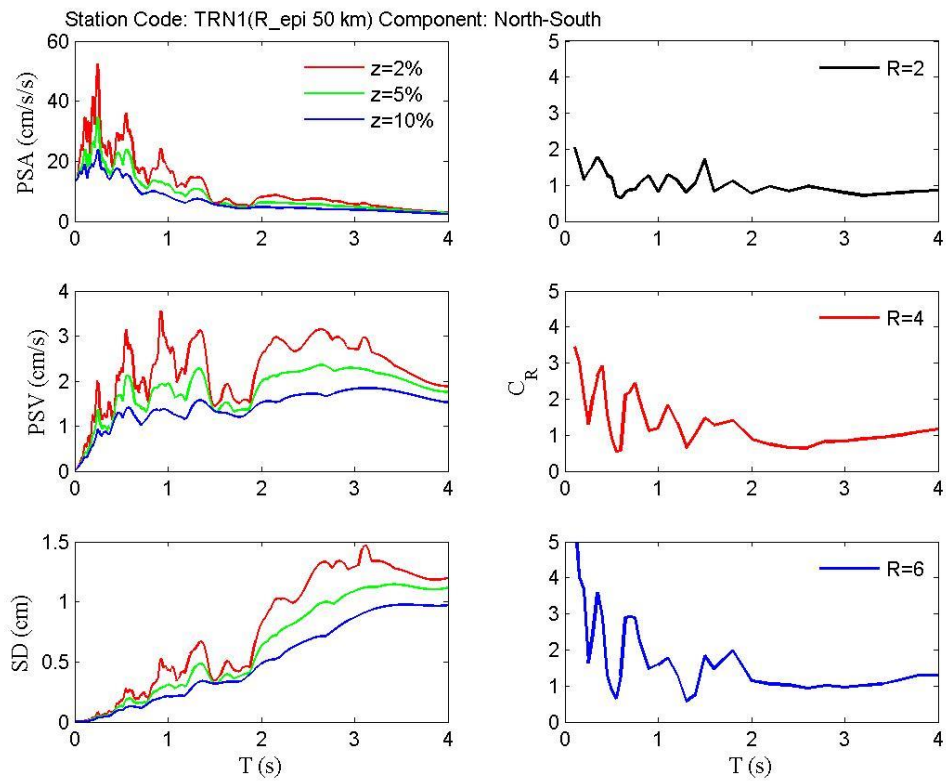 Station Code: TRN1(R_epi 50 km) Component: North-South
PSA (cm/s/s)
60
40
20
0
0 1 2 3 4
z=2%
z=5%
z=10%
5
4
3
2
1
0
0 1 2 3 4
R=2
PSV (cm/s)
4
3
2
1
0
0 1 2 3 4
C_R
5
4
3
2
1
0
0 1 2 3 4
R=4
SD (cm)
1.5
1
0.5
0
0 1 2 3 4
T (s)
5
4
3
2
1
0
0 1 2 3 4
R=6
T (s)